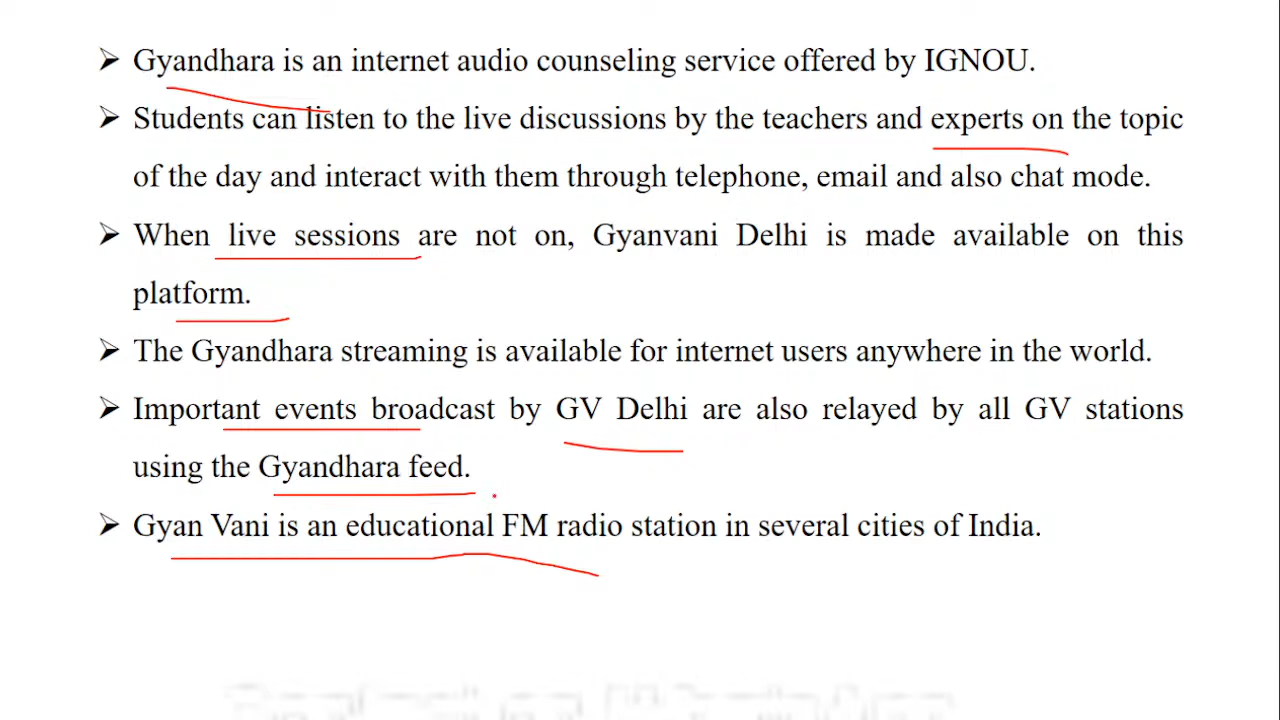 ➢ Gyandhara is an internet audio counseling service offered by IGNOU.
➢ Students can listen to the live discussions by the teachers and experts on the topic
of the day and interact with them through telephone, email and also chat mode.
➢ When live sessions are not on, Gyanvani Delhi is made available on this
platform.
➢ The Gyandhara streaming is available for internet users anywhere in the world.
➢ Important events broadcast by GV Delhi are also relayed by all GV stations
using the Gyandhara feed.
➢ Gyan Vani is an educational FM radio station in several cities of India.